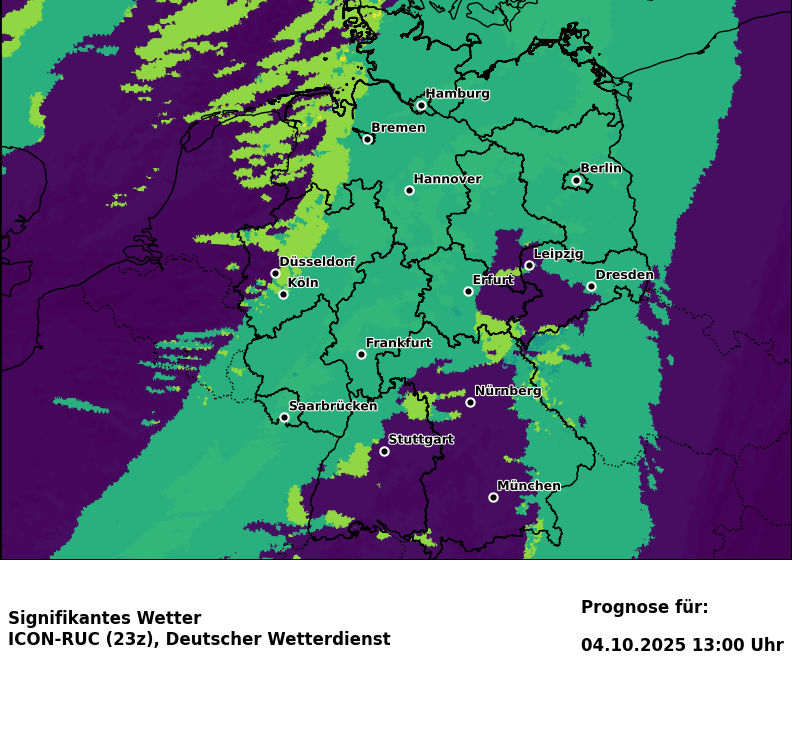 Hamburg
Bremen
Berlin
Hannover
Leipzig
Düsseldorf
Dresden
Köln
Erfurt
Frankfurt
Nürnberg
Saarbrücken
Stuttgart
München
Signifikantes Wetter
ICON-RUC (23z), Deutscher Wetterdienst
Prognose für:
04.10.2025 13:00 Uhr